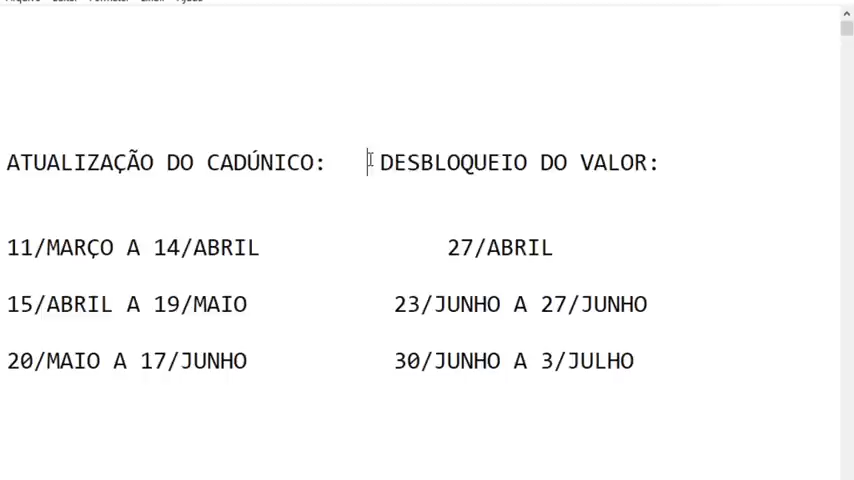 ATUALIZAÇÃO DO CADÚNICO: DESBLOQUEIO DO VALOR:
11/MARÇO A 14/ABRIL 27/ABRIL
15/ABRIL A 19/MAIO 23/JUNHO A 27/JUNHO
20/MAIO A 17/JUNHO 30/JUNHO A 3/JULHO